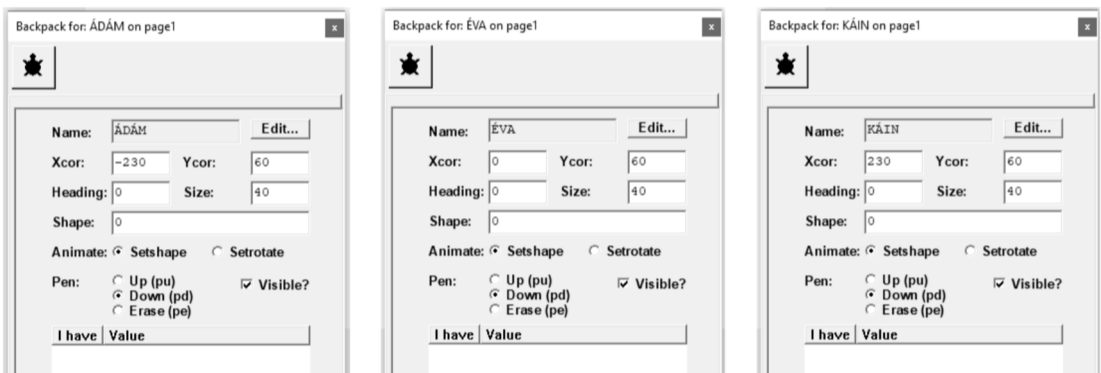 Backpack for: ÁDÁM on page1 x
Name: ÁDÁM Edit...
Xcor: -230 Ycor: 60
Heading: 0 Size: 40
Shape: 0
Animate: Setshape Setrotate
Pen: Up (pu) Visible?
Down (pd)
Erase (pe)
I have Value
Backpack for: ÉVA on page1 x
Name: ÉVA Edit...
Xcor: 0 Ycor: 60
Heading: 0 Size: 40
Shape: 0
Animate: Setshape Setrotate
Pen: Up (pu) Visible?
Down (pd)
Erase (pe)
I have Value
Backpack for: KÁIN on page1 x
Name: KÁIN Edit...
Xcor: 230 Ycor: 60
Heading: 0 Size: 40
Shape: 0
Animate: Setshape Setrotate
Pen: Up (pu) Visible?
Down (pd)
Erase (pe)
I have Value